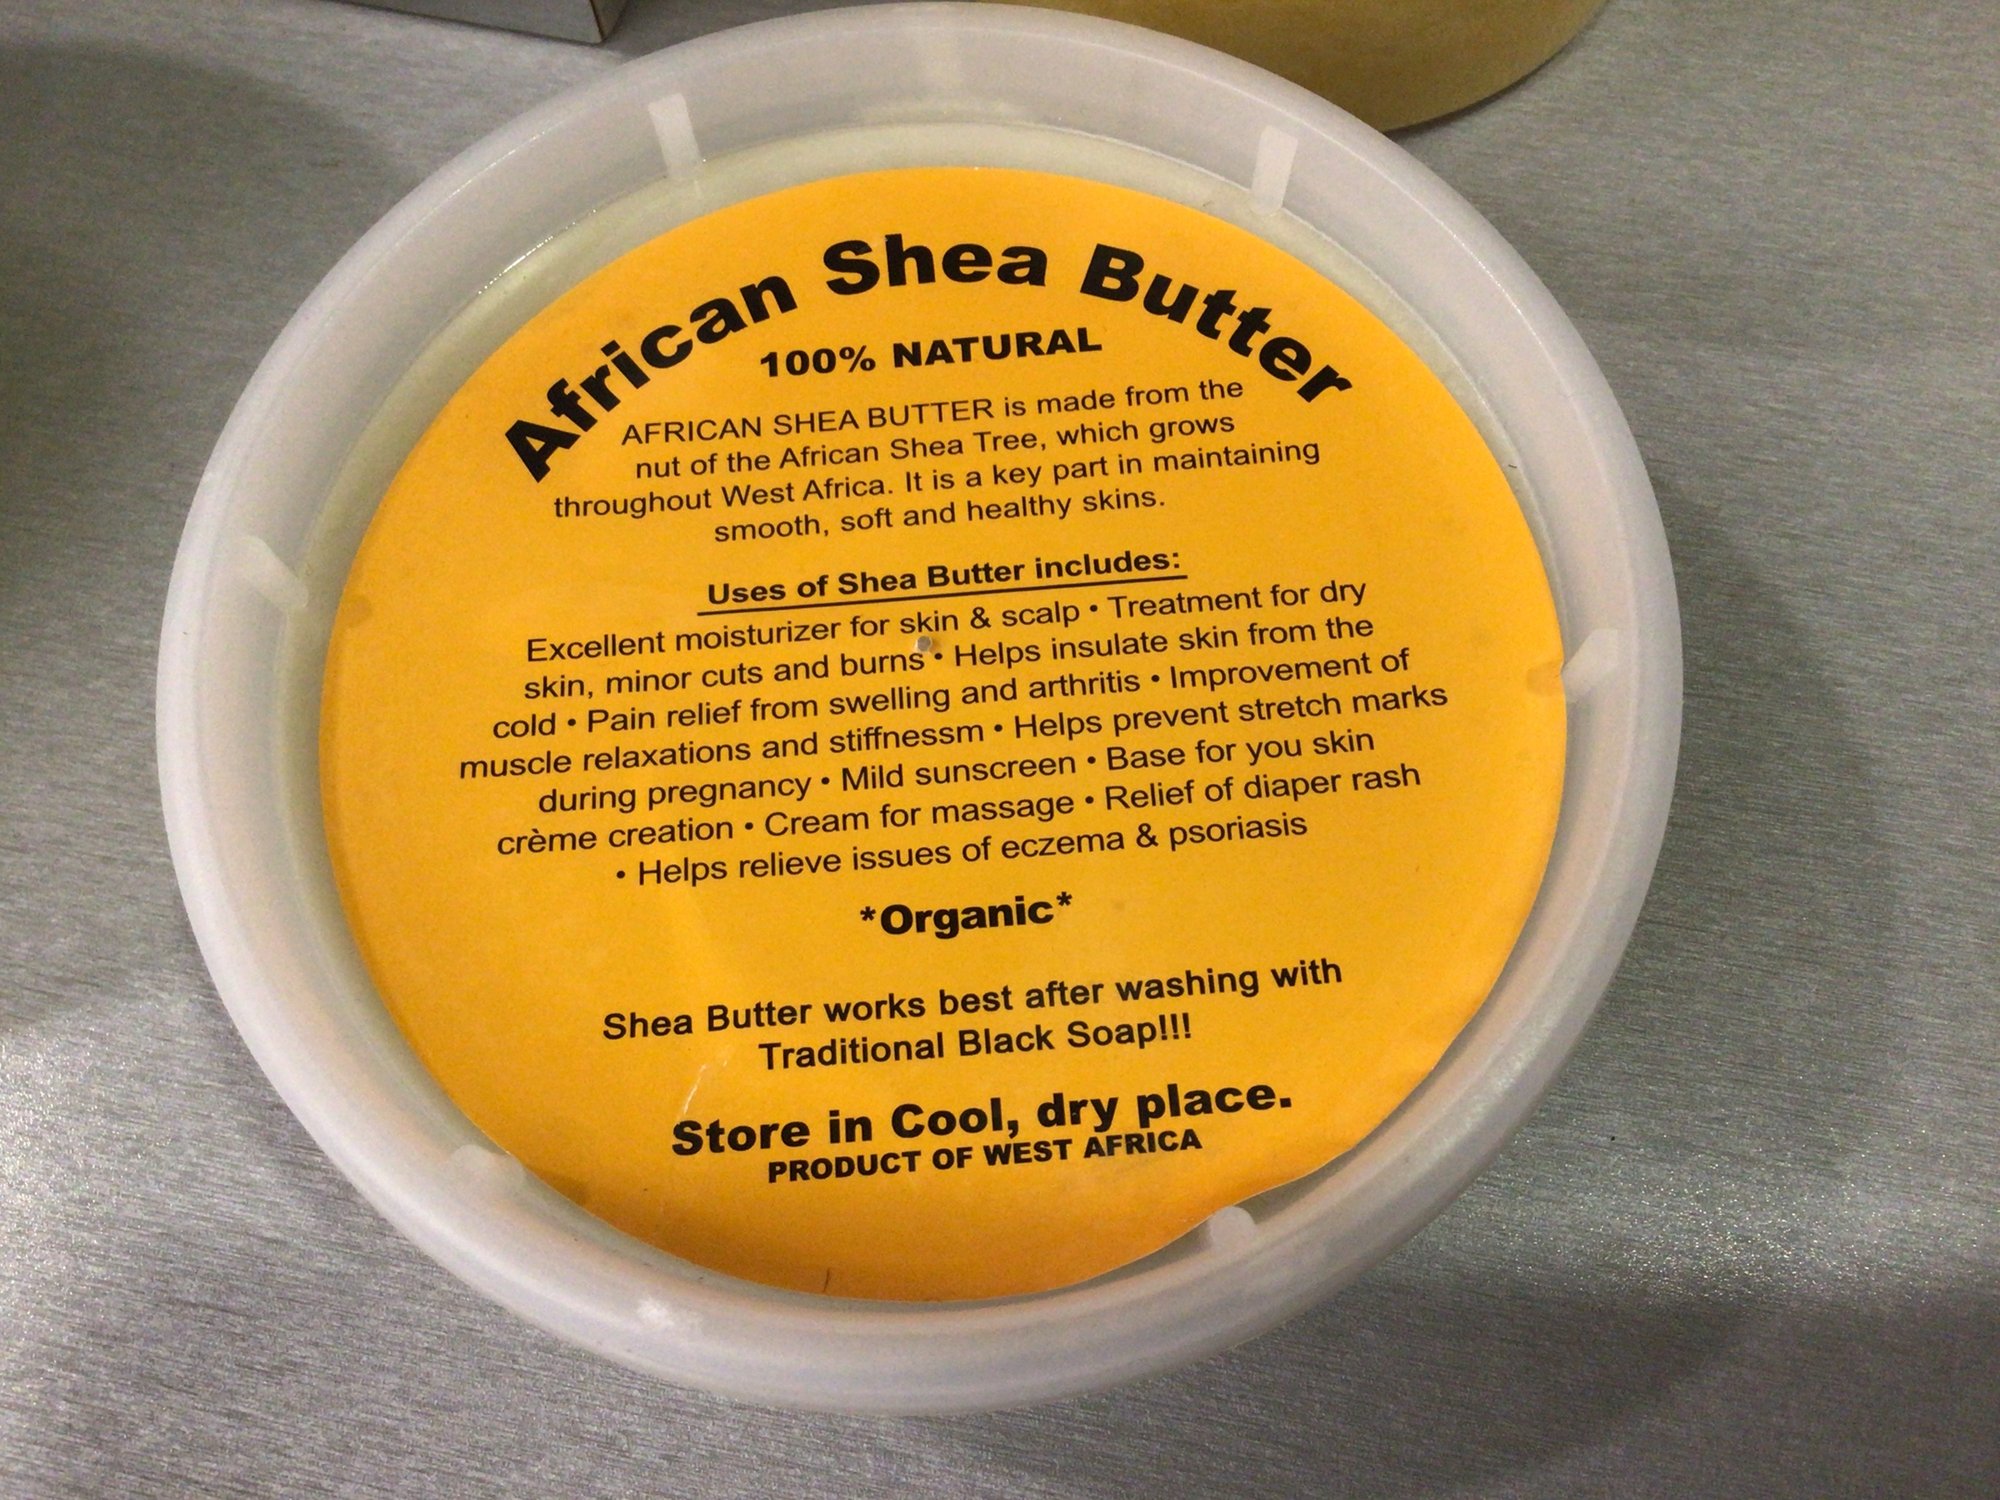 African Shea Butter
100% NATURAL
AFRICAN SHEA BUTTER is made from the
nut of the African Shea Tree, which grows
throughout West Africa. It is a key part in maintaining
smooth, soft and healthy skins.
Uses of Shea Butter includes:
Excellent moisturizer for skin & scalp • Treatment for dry
skin, minor cuts and burns • Helps insulate skin from the
cold • Pain relief from swelling and arthritis • Improvement of
muscle relaxations and stiffnessm • Helps prevent stretch marks
during pregnancy • Mild sunscreen • Base for you skin
crème creation • Cream for massage • Relief of diaper rash
• Helps relieve issues of eczema & psoriasis
*Organic*
Shea Butter works best after washing with
Traditional Black Soap!!!
Store in Cool, dry place.
PRODUCT OF WEST AFRICA